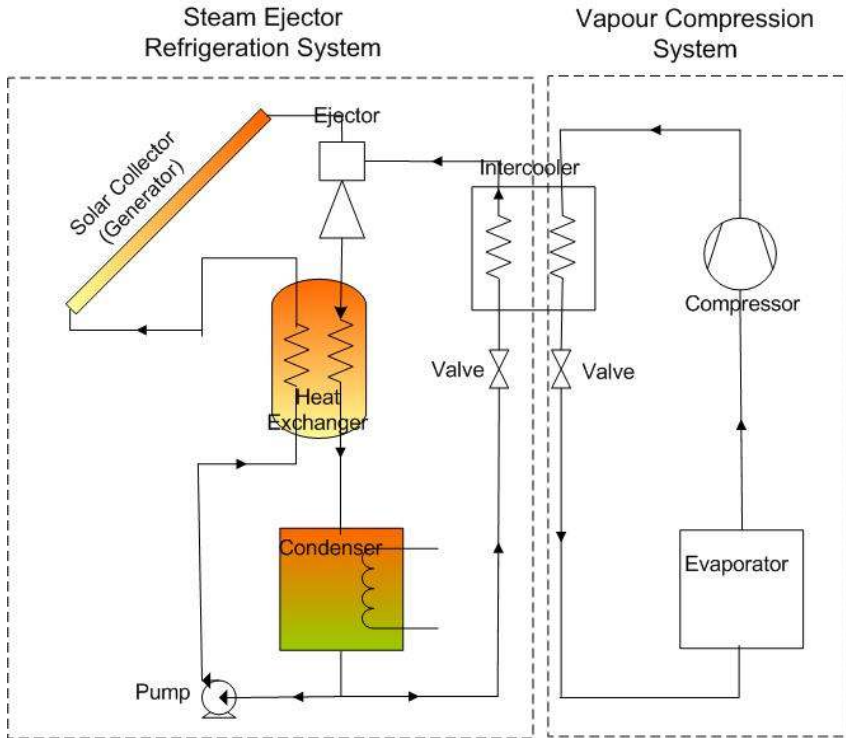 Steam Ejector
Refrigeration System
Vapour Compression
System
Ejector
Solar Collector
(Generator)
Intercooler
Compressor
Valve
Valve
Heat
Exchanger
Condenser
Evaporator
Pump